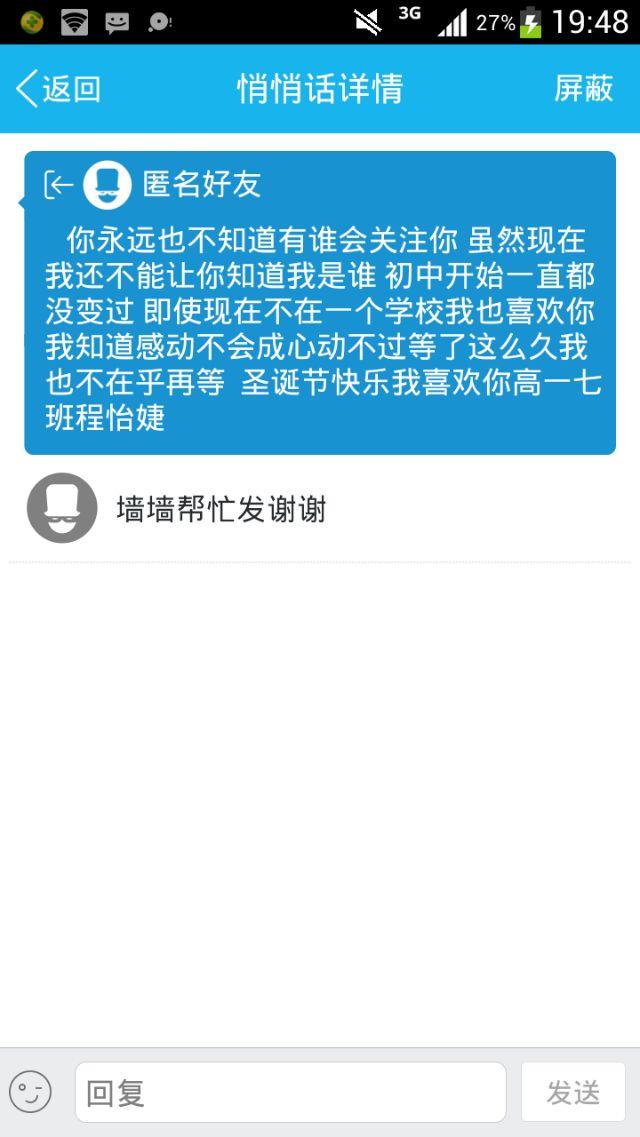 3G 27% 19:48
返回 悄悄话详情 屏蔽
匿名好友
你永远也不知道有谁会关注你 虽然现在
我还不能让你知道我是谁 初中开始一直都
没变过 即使现在不在一个学校我也喜欢你
我知道感动不会成心动不过等了这么久我
也不在乎再等 圣诞节快乐我喜欢你高一七
班程怡婕
墙墙帮忙发谢谢
回复 发送